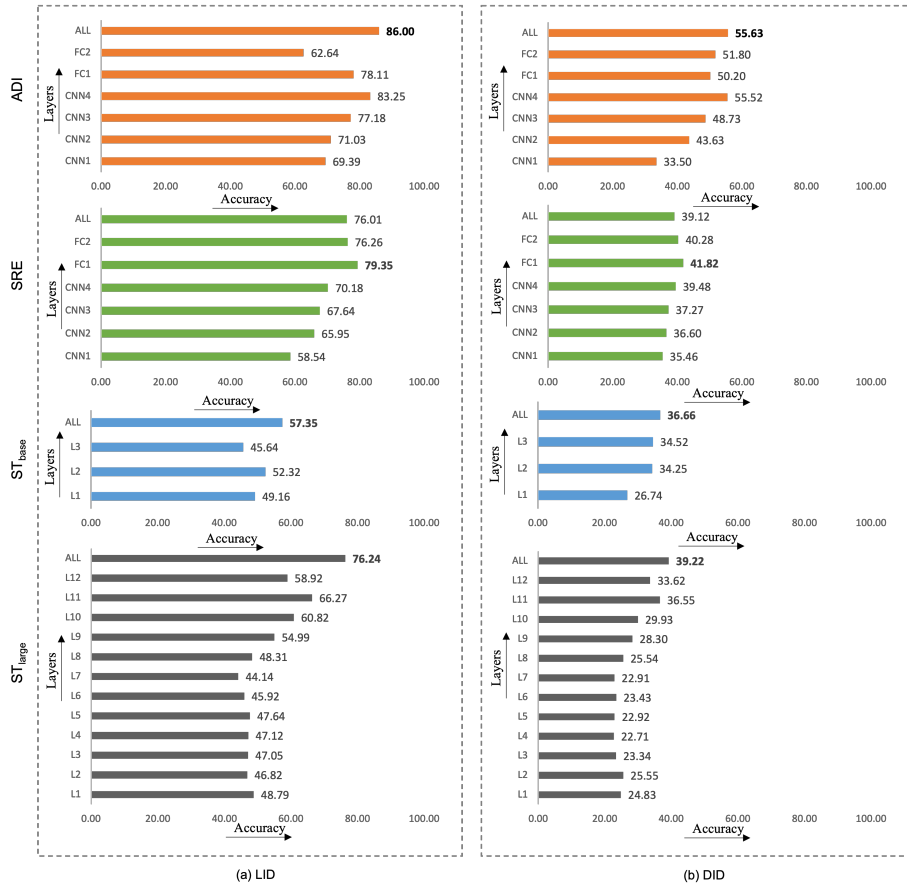 ADI
Layers
ALL 86.00
FC2 62.64
FC1 78.11
CNN4 83.25
CNN3 77.18
CNN2 71.03
CNN1 69.39
0.00 20.00 40.00 60.00 80.00 100.00
Accuracy
ALL 55.63
FC2 51.80
FC1 50.20
CNN4 55.52
CNN3 48.73
CNN2 43.63
CNN1 33.50
Layers
0.00 20.00 40.00 60.00 80.00 100.00
Accuracy
SRE
Layers
ALL 76.01
FC2 76.26
FC1 79.35
CNN4 70.18
CNN3 67.64
CNN2 65.95
CNN1 58.54
0.00 20.00 40.00 60.00 80.00 100.00
Accuracy
ALL 39.12
FC2 40.28
FC1 41.82
CNN4 39.48
CNN3 37.27
CNN2 36.60
CNN1 35.46
Layers
0.00 20.00 40.00 60.00 80.00 100.00
Accuracy
STbase
Layers
ALL 57.35
L3 45.64
L2 52.32
L1 49.16
0.00 20.00 40.00 60.00 80.00 100.00
Accuracy
ALL 36.66
L3 34.52
L2 34.25
L1 26.74
Layers
0.00 20.00 40.00 60.00 80.00 100.00
Accuracy
STlarge
Layers
ALL 76.24
L12 58.92
L11 66.27
L10 60.82
L9 54.99
L8 48.31
L7 44.14
L6 45.92
L5 47.64
L4 47.12
L3 47.05
L2 46.82
L1 48.79
0.00 20.00 40.00 60.00 80.00 100.00
Accuracy
ALL 39.22
L12 33.62
L11 36.55
L10 29.93
L9 28.30
L8 25.54
L7 22.91
L6 23.43
L5 22.92
L4 22.71
L3 23.34
L2 25.55
L1 24.83
Layers
0.00 20.00 40.00 60.00 80.00 100.00
Accuracy
(a) LID
(b) DID